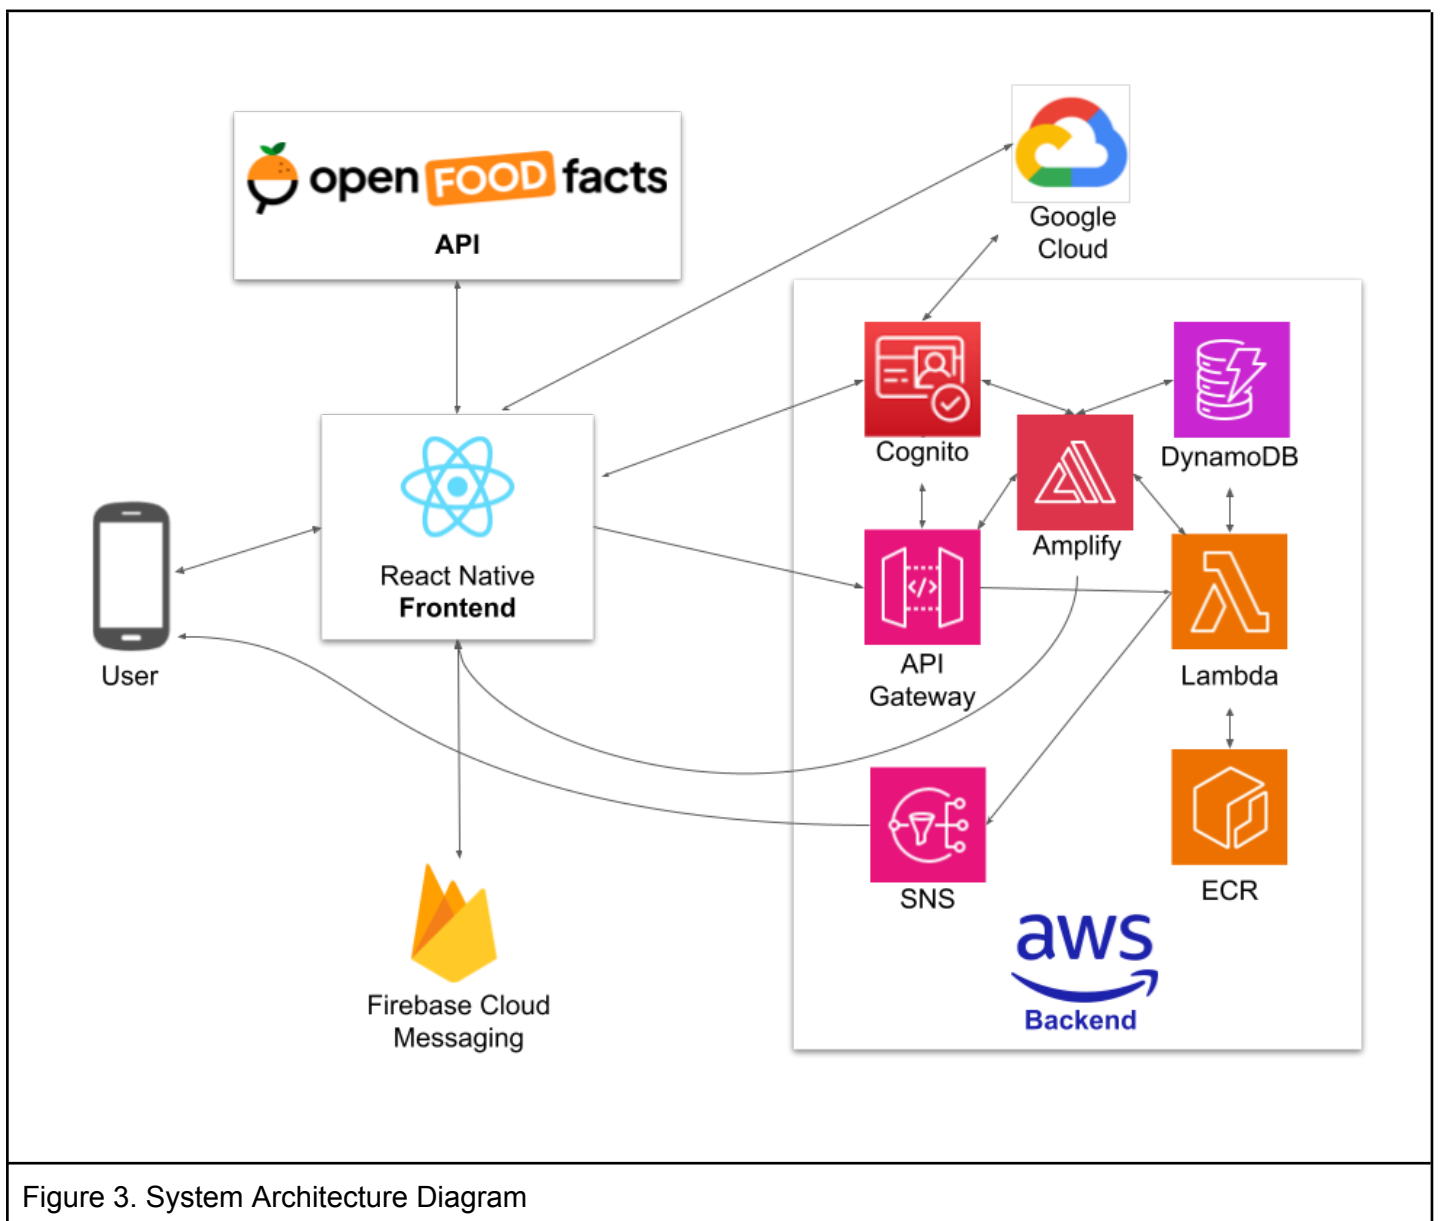 open FOOD facts
API
Google
Cloud
Cognito
DynamoDB
Amplify
</>
React Native
Frontend
API
Gateway
Lambda
User
SNS
ECR
aws
Backend
Firebase Cloud
Messaging
Figure 3. System Architecture Diagram